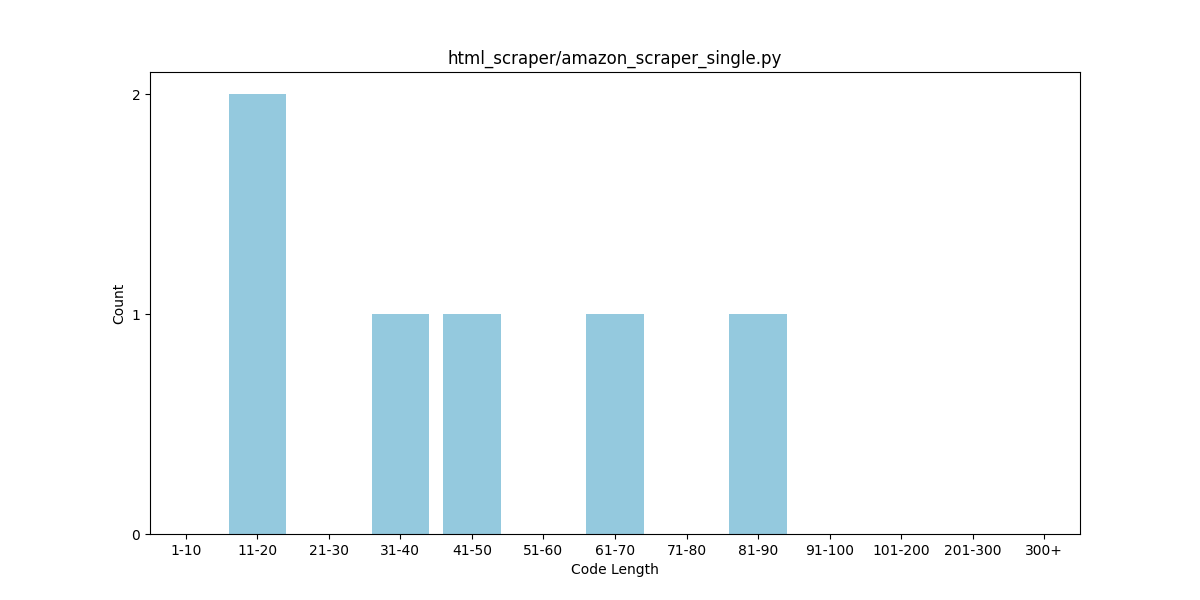 html_scraper/amazon_scraper_single.py
2
1
0
Count
1-10 11-20 21-30 31-40 41-50 51-60 61-70 71-80 81-90 91-100 101-200 201-300 300+
Code Length